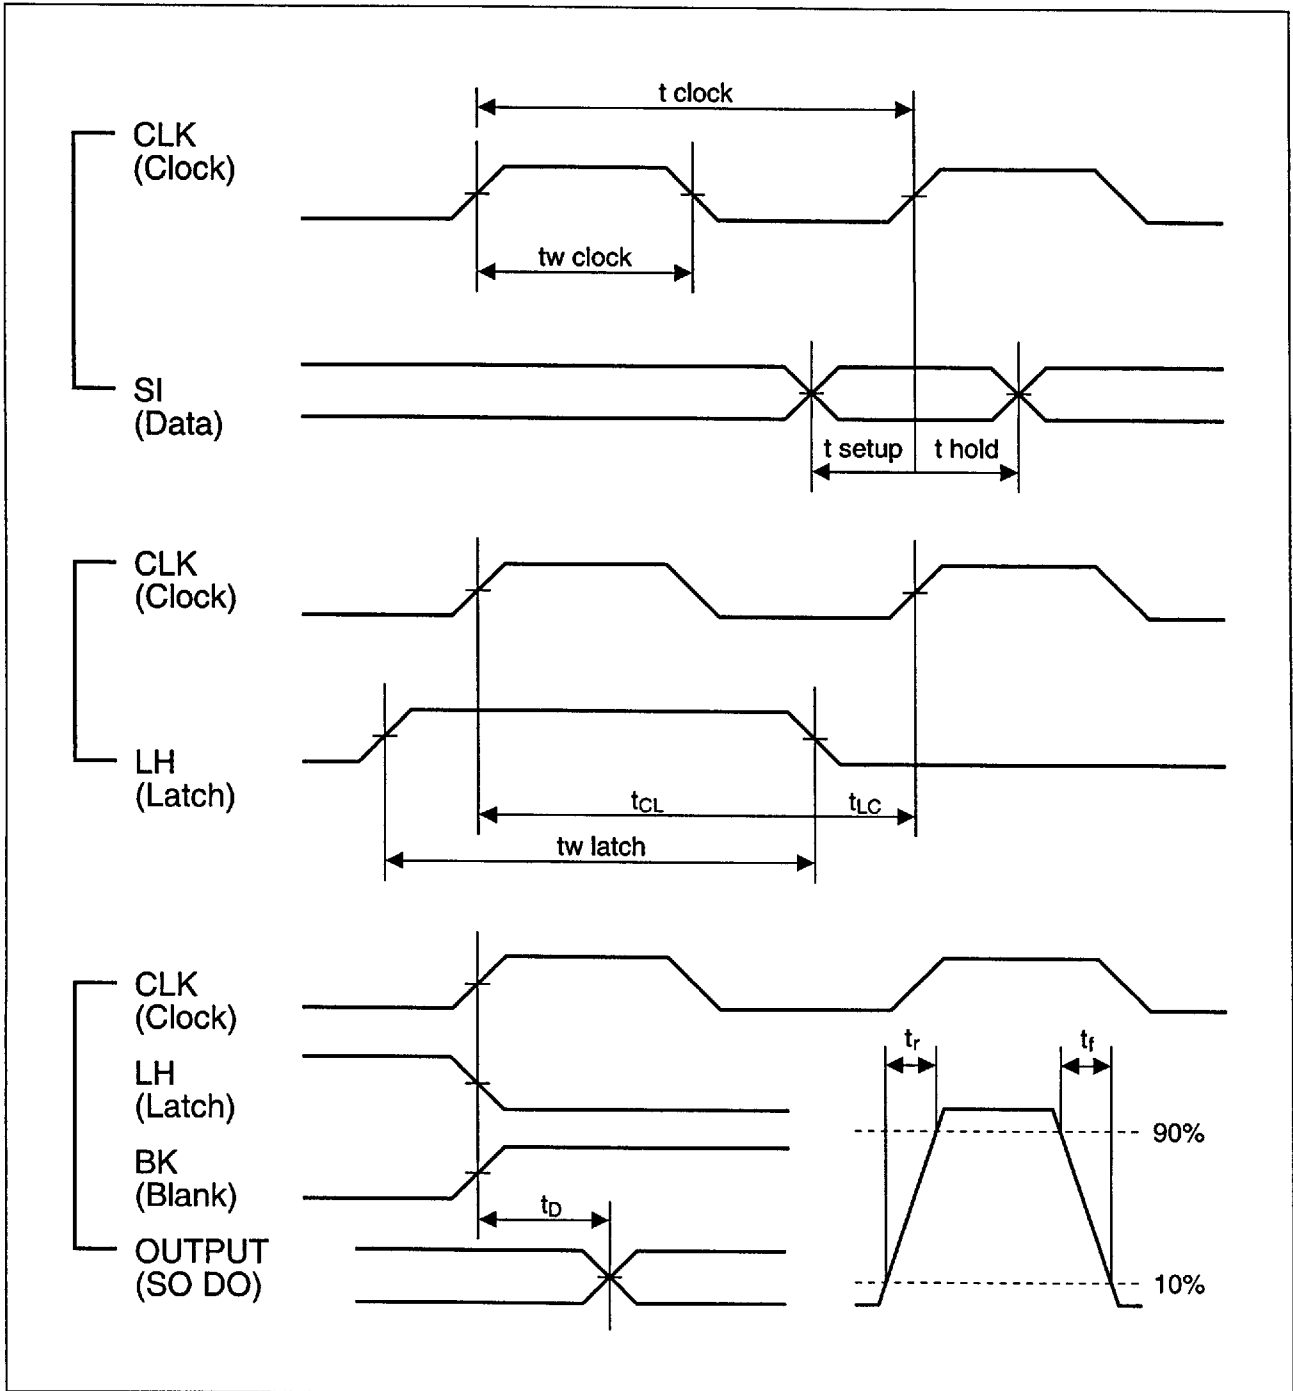 t clock
CLK
(Clock)
tw clock
SI
(Data)
t setup
t hold
CLK
(Clock)
LH
(Latch)
tCL
tLC
tw latch
CLK
(Clock)
tr
tf
LH
(Latch)
90%
BK
(Blank)
tD
OUTPUT
(SO DO)
10%